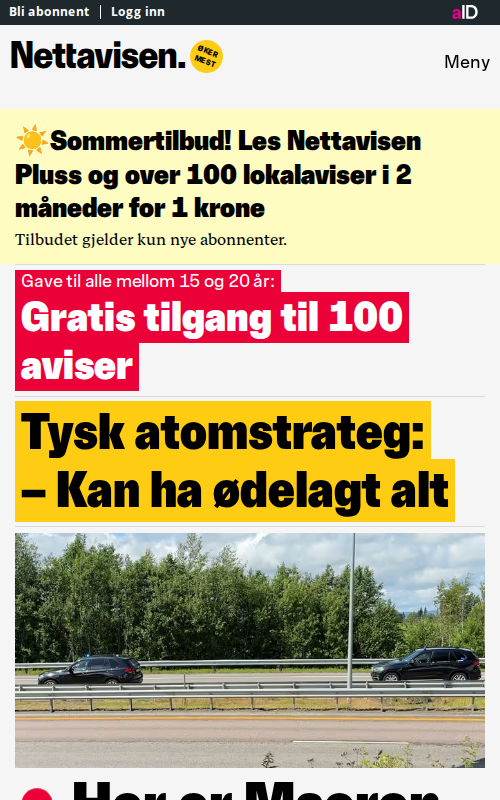 Bli abonnent
Logg inn
aID
Nettavisen.
ØKER
MEST
Meny
☀️Sommertilbud! Les Nettavisen
Pluss og over 100 lokalaviser i 2
måneder for 1 krone
Tilbudet gjelder kun nye abonnenter.
Gave til alle mellom 15 og 20 år:
Gratis tilgang til 100
aviser
Tysk atomstrateg:
– Kan ha ødelagt alt